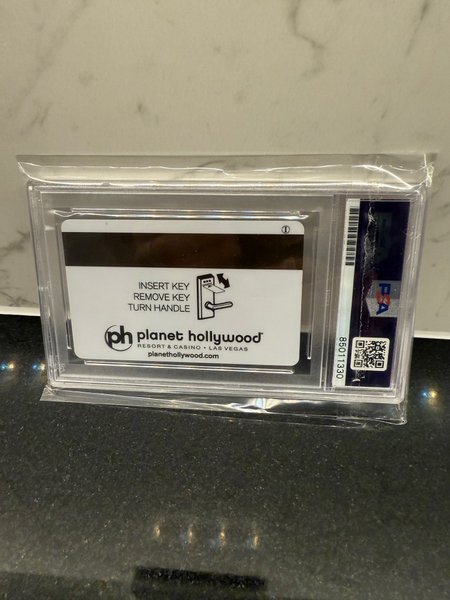 INSERT KEY
REMOVE KEY
TURN HANDLE
ph planet hollywood
RESORT & CASINO • LAS VEGAS
planethollywood.com
PSA
85011330